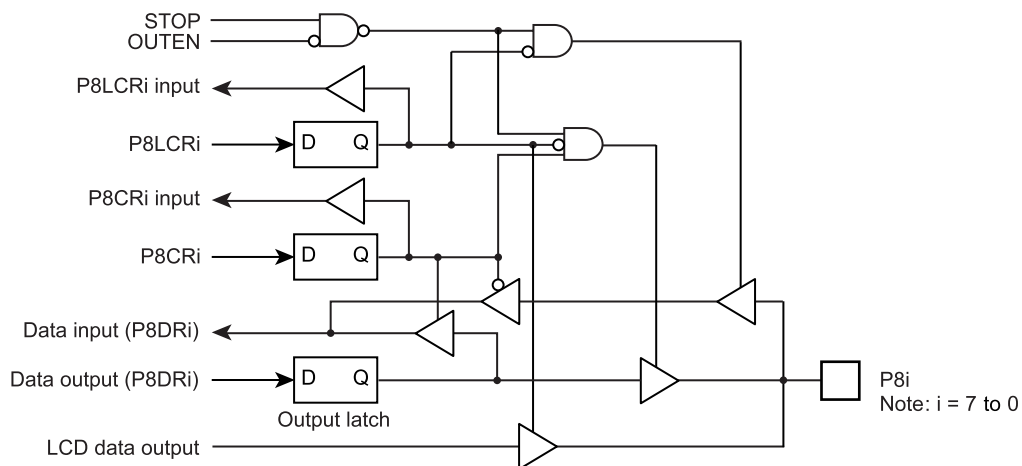 STOP
OUTEN
P8LCRi input
P8LCRi
D Q
P8CRi input
P8CRi
D Q
Data input (P8DRi)
Data output (P8DRi)
D Q
Output latch
LCD data output
P8i
Note: i = 7 to 0